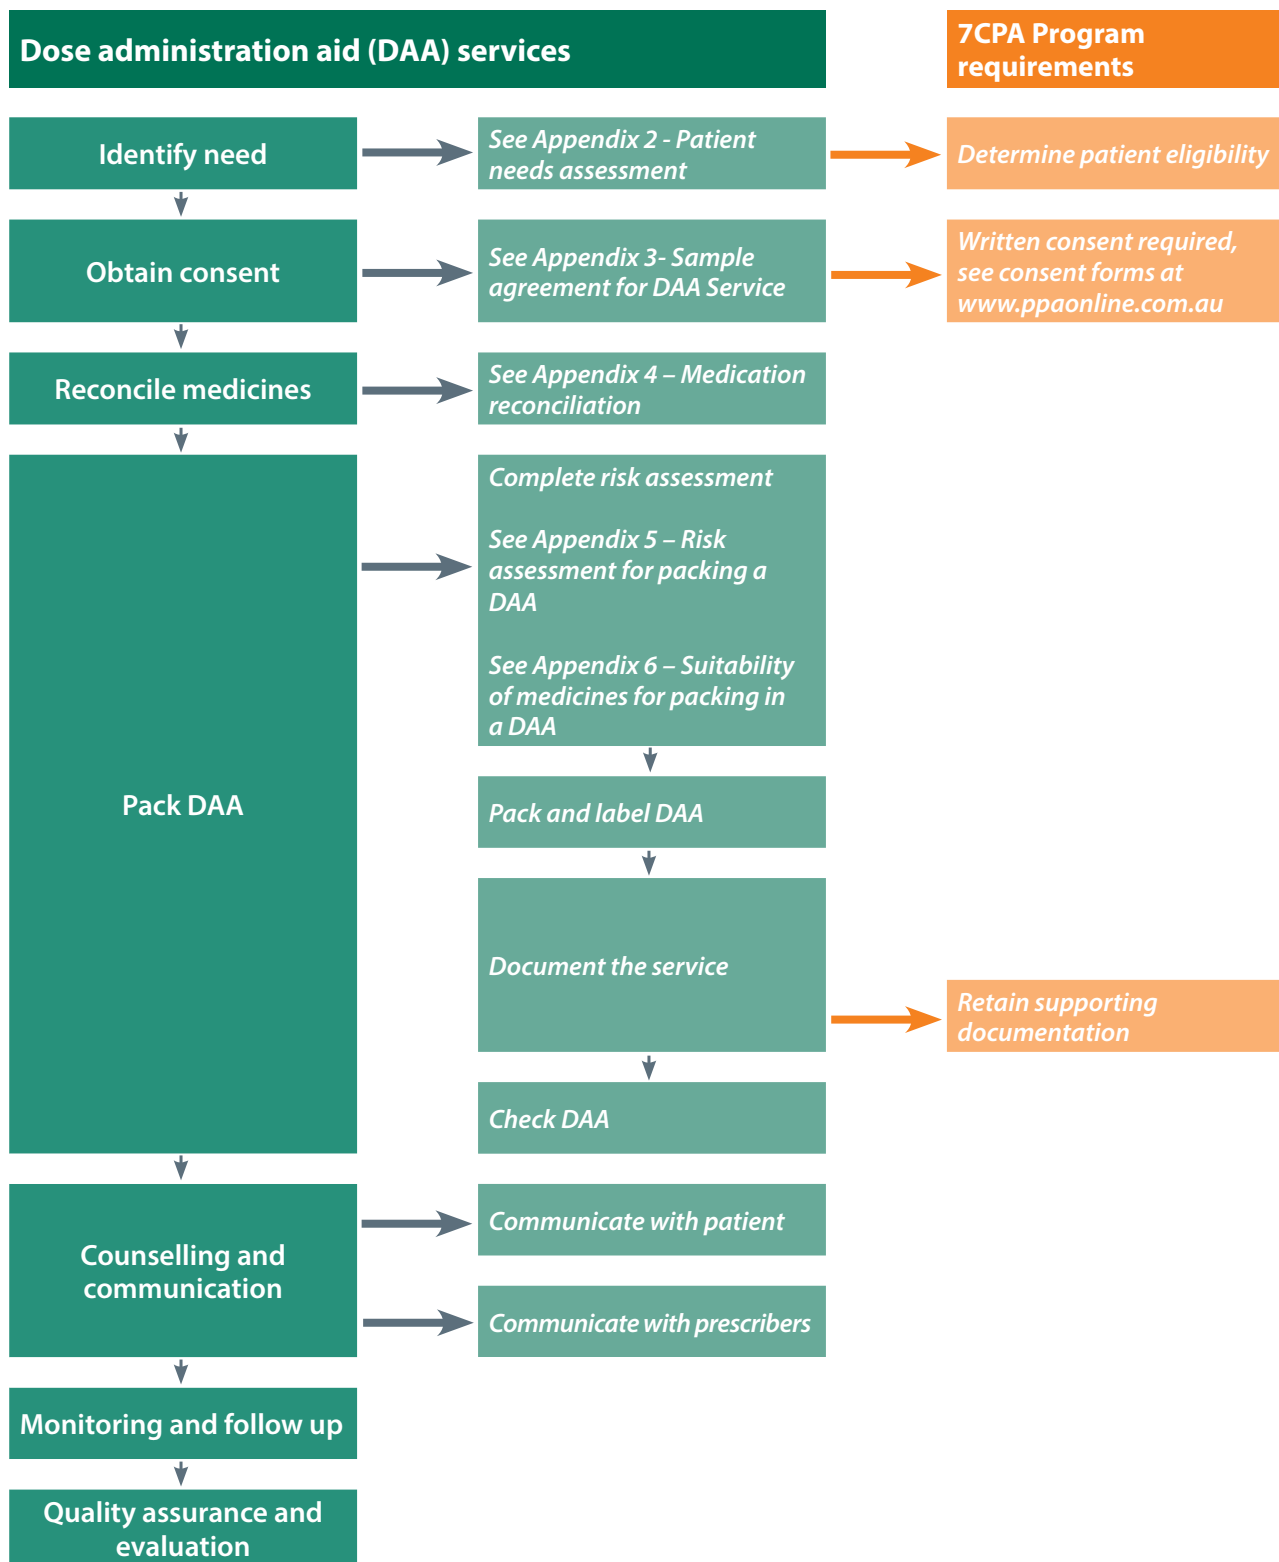 Dose administration aid (DAA) services
7CPA Program
requirements
Identify need
See Appendix 2 - Patient
needs assessment
Determine patient eligibility
Obtain consent
See Appendix 3- Sample
agreement for DAA Service
Written consent required,
see consent forms at
www.ppaonline.com.au
Reconcile medicines
See Appendix 4 – Medication
reconciliation
Pack DAA
Complete risk assessment
See Appendix 5 – Risk
assessment for packing a
DAA
See Appendix 6 – Suitability
of medicines for packing in
a DAA
Pack and label DAA
Document the service
Retain supporting
documentation
Check DAA
Counselling and
communication
Communicate with patient
Communicate with prescribers
Monitoring and follow up
Quality assurance and
evaluation